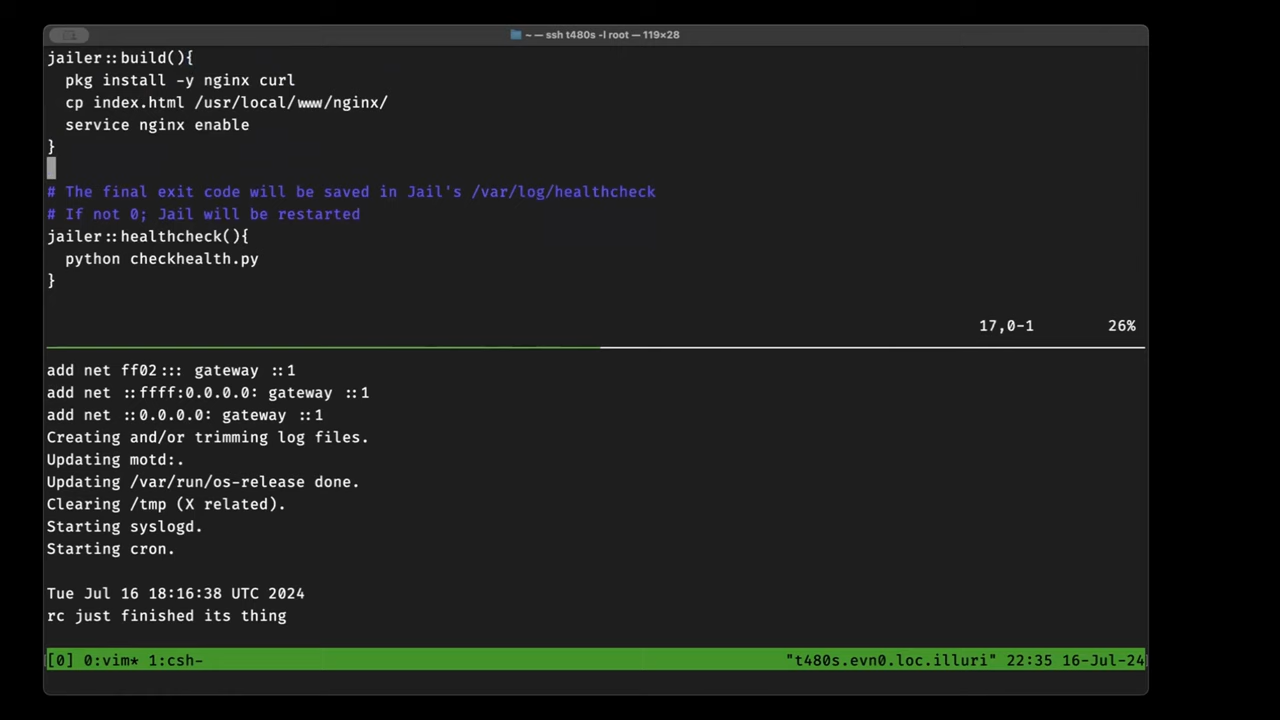 ~ — ssh t480s -l root — 119×28
jailer::build(){
  pkg install -y nginx curl
  cp index.html /usr/local/www/nginx/
  service nginx enable
}
# The final exit code will be saved in Jail's /var/log/healthcheck
# If not 0; Jail will be restarted
jailer::healthcheck(){
  python checkhealth.py
}
17,0-1 26%
add net ff02::: gateway ::1
add net ::ffff:0.0.0.0: gateway ::1
add net ::0.0.0.0: gateway ::1
Creating and/or trimming log files.
Updating motd:.
Updating /var/run/os-release done.
Clearing /tmp (X related).
Starting syslogd.
Starting cron.
Tue Jul 16 18:16:38 UTC 2024
rc just finished its thing
[0] 0:vim* 1:csh- "t480s.evn0.loc.illuri" 22:35 16-Jul-24